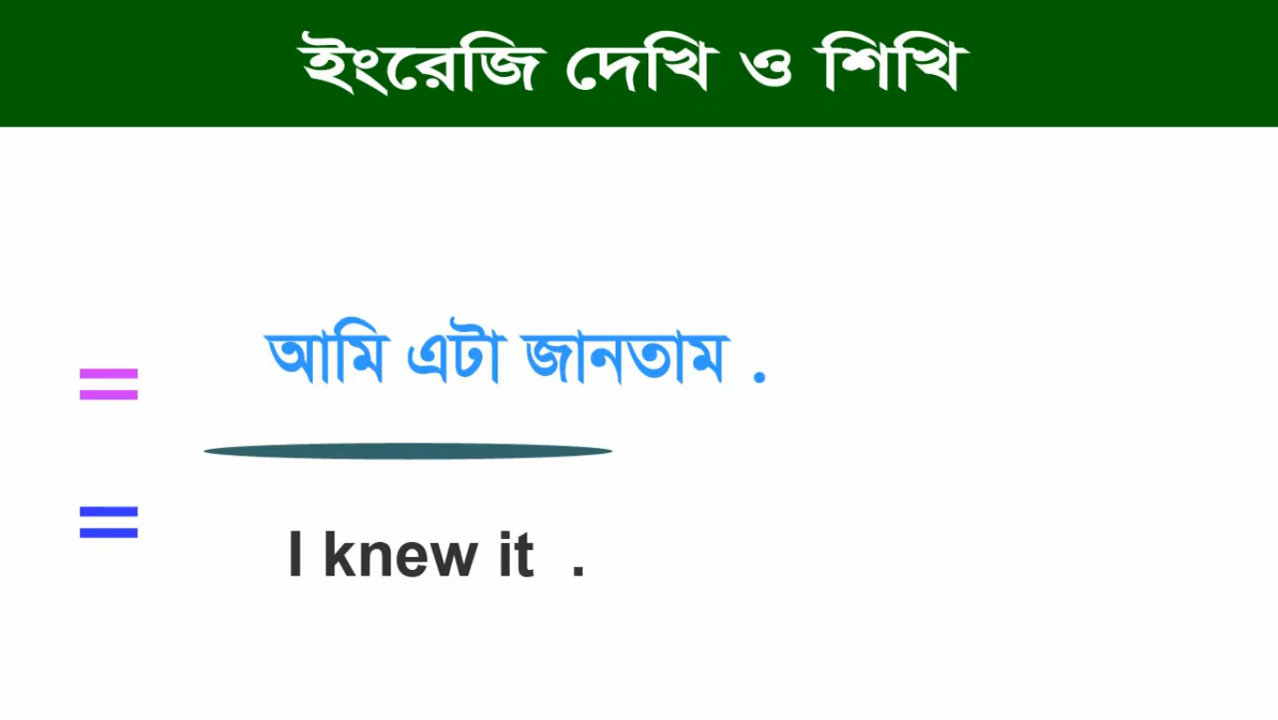 ইংরেজি দেখি ও শিখি
= আমি এটা জানতাম .
= I knew it .